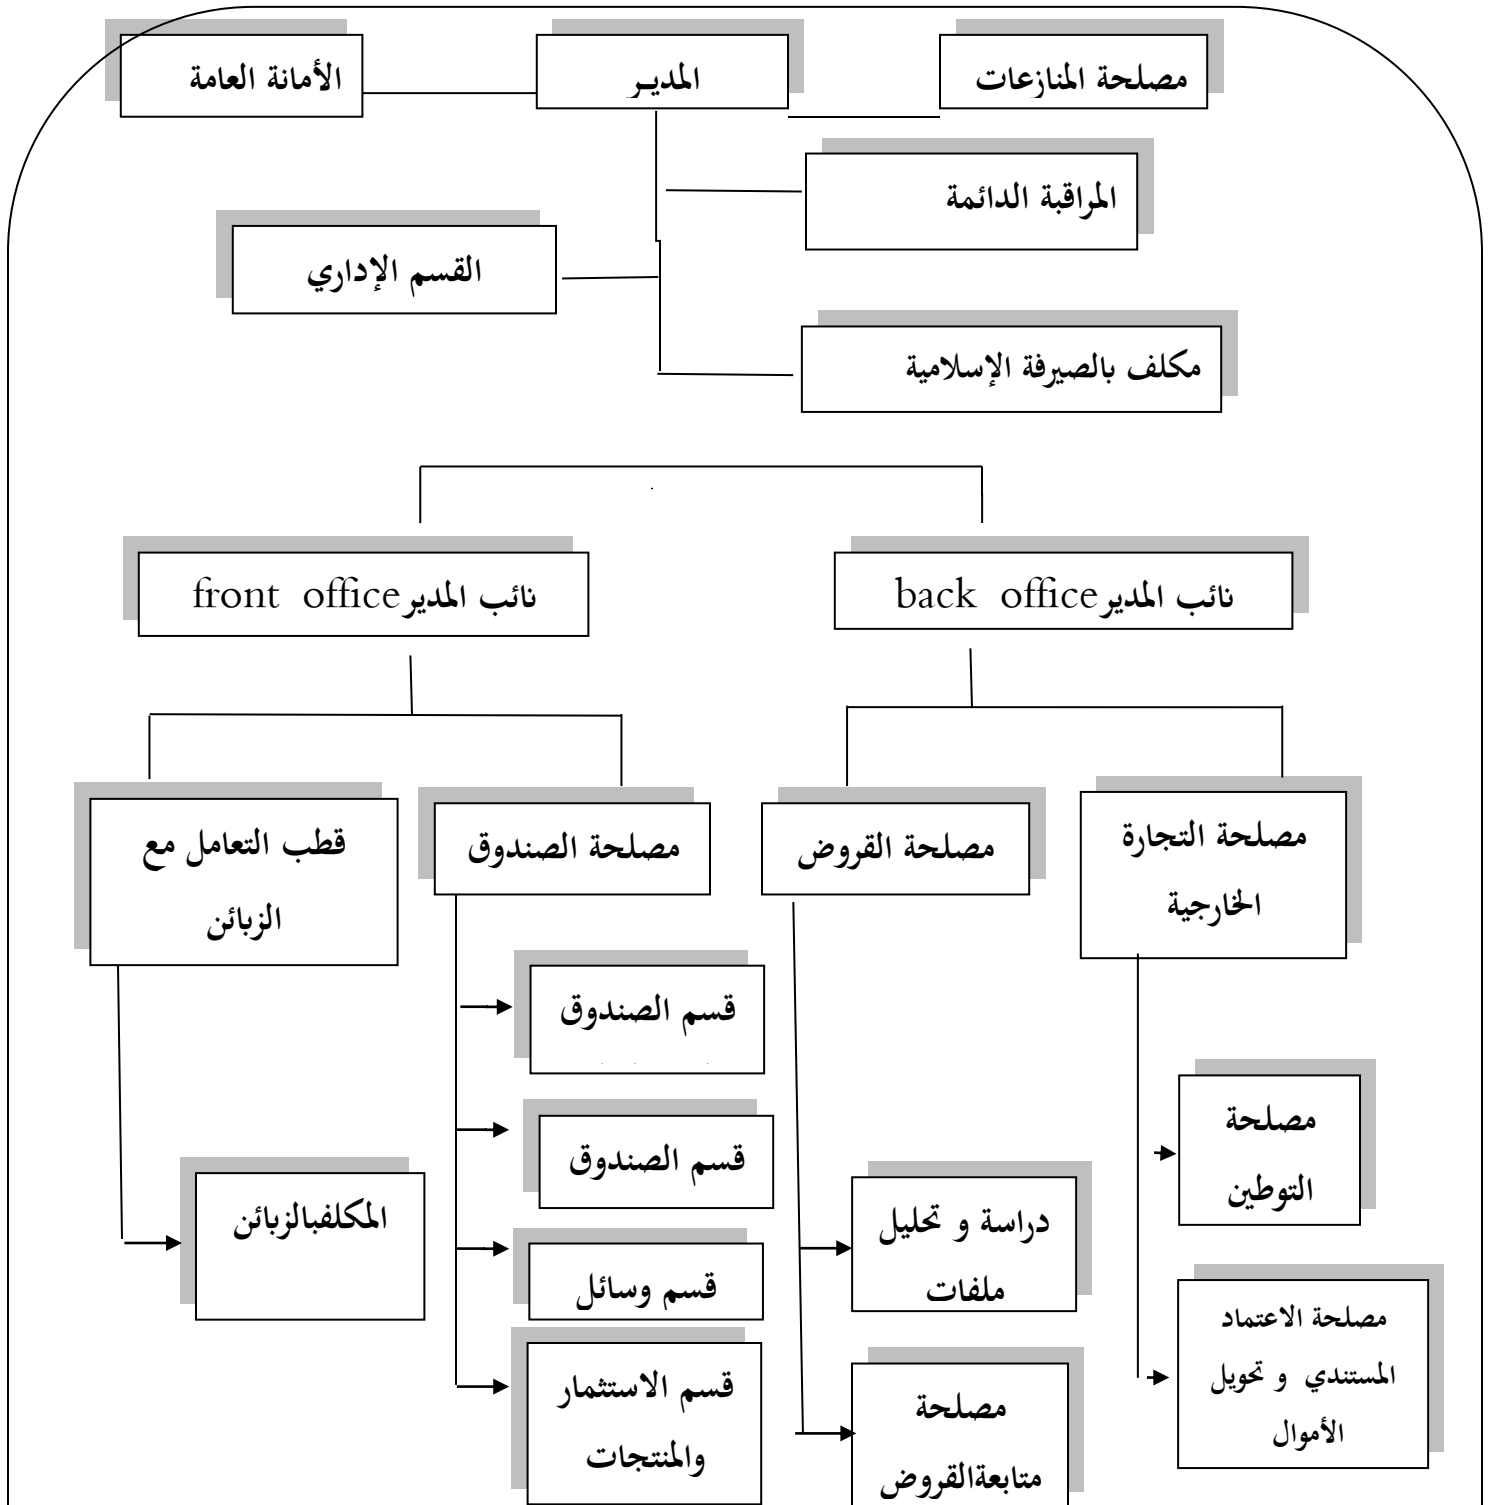 مصلحة المنازعات
المديـر
الأمانة العامة
المراقبة الدائمة
القسم الإداري
مكلف بالصيرفة الإسلامية
نائب المدير back office
نائب المدير front office
مصلحة التجارة
الخارجية
مصلحة القروض
مصلحة الصندوق
قطب التعامل مع
الزبائن
قسم الصندوق
مصلحة
التوطين
قسم الصندوق
دراسة و تحليل
ملفات
المكلفبالزبائن
قسم وسائل
مصلحة الاعتماد
المستندي و تحويل
الأموال
قسم الاستثمار
والمنتجات
مصلحة
متابعةالقروض